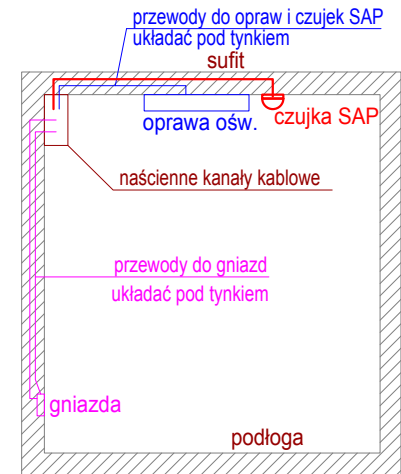 przewody do opraw i czujek SAP
układać pod tynkiem
sufit
oprawa ośw.
czujka SAP
naścienne kanały kablowe
przewody do gniazd
układać pod tynkiem
gniazda
podłoga